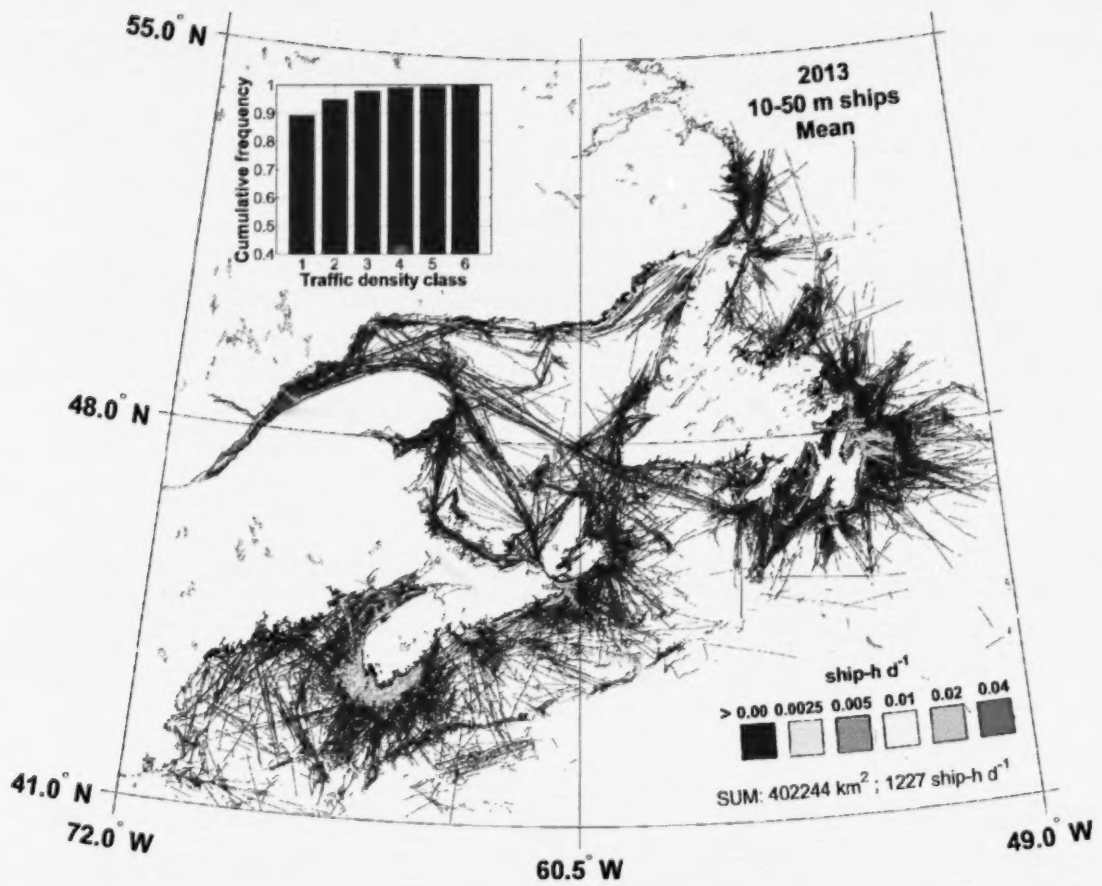 55.0° N
2013
10-50 m ships
Mean
Cumulative frequency
1
0.9
0.8
0.7
0.6
0.5
0.4
1 2 3 4 5 6
Traffic density class
48.0° N
ship-h d⁻¹
> 0.00 0.0025 0.005 0.01 0.02 0.04
SUM: 402244 km² ; 1227 ship-h d⁻¹
41.0° N
72.0° W
60.5° W
49.0° W